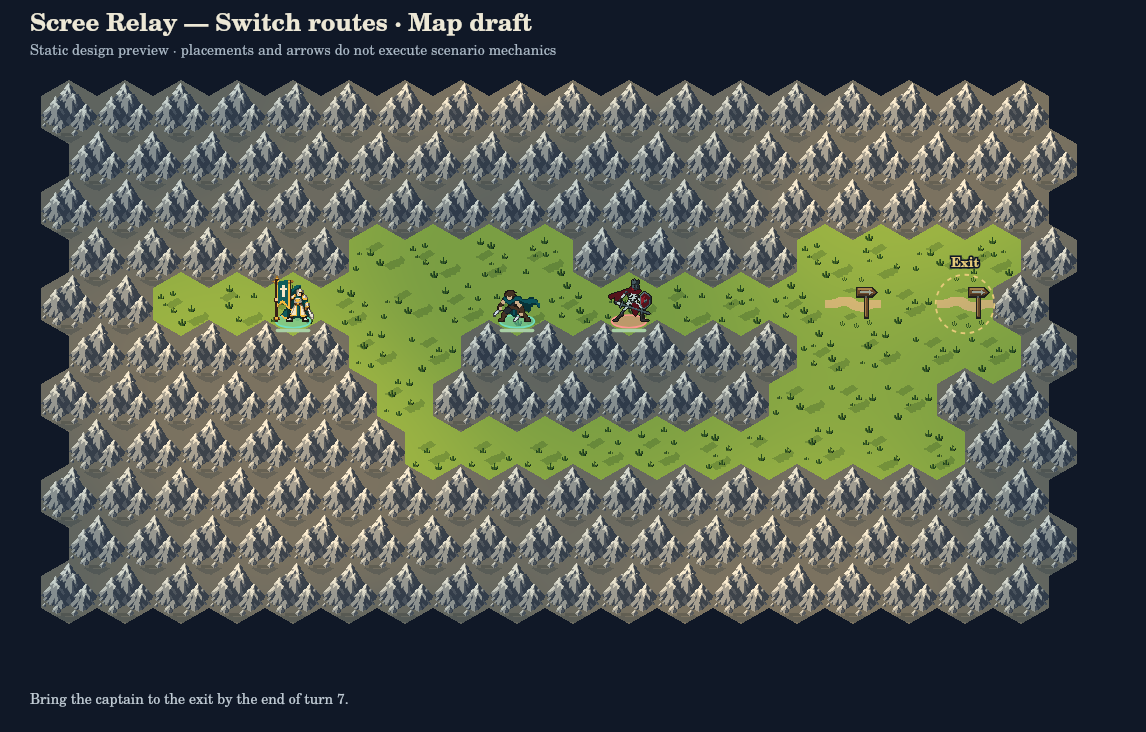 Scree Relay — Switch routes · Map draft
Static design preview · placements and arrows do not execute scenario mechanics
Exit
Bring the captain to the exit by the end of turn 7.